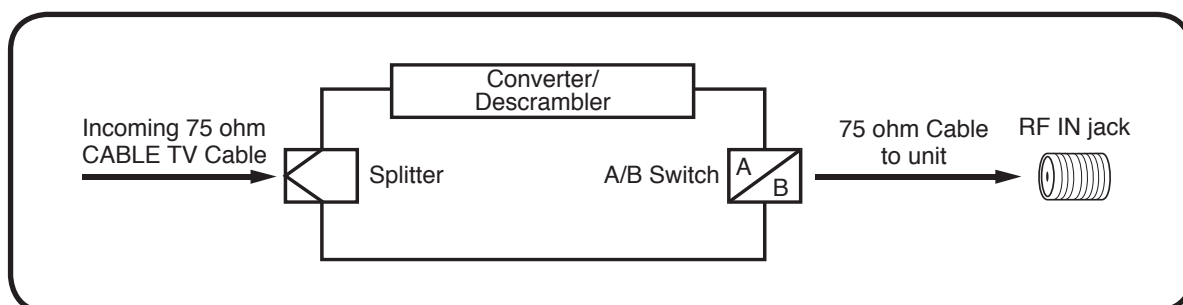 Converter/
Descrambler
Incoming 75 ohm
CABLE TV Cable
Splitter
A/B Switch
A
B
75 ohm Cable
to unit
RF IN jack